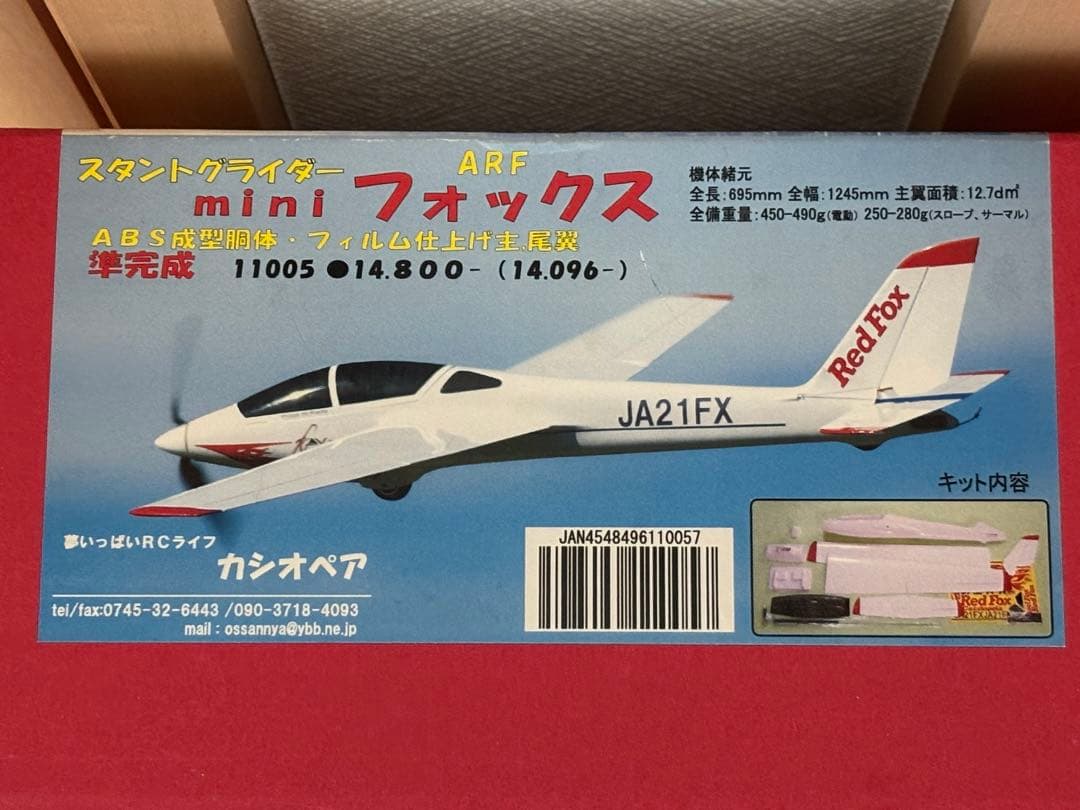 スタントグライダー ARF
mini フォックス
ABS成型胴体・フィルム仕上げ主,尾翼
準完成 11005 ●14.800-(14.096-)
機体緒元
全長:695mm 全幅:1245mm 主翼面積:12.7d㎡
全備重量:450-490g(電動) 250-280g(スロープ、サーマル)
Red Fox
JA21FX
キット内容
夢いっぱいRCライフ
カシオペア
tel/fax:0745-32-6443 /090-3718-4093
mail : ossannya@ybb.ne.jp
JAN4548496110057
Red Fox